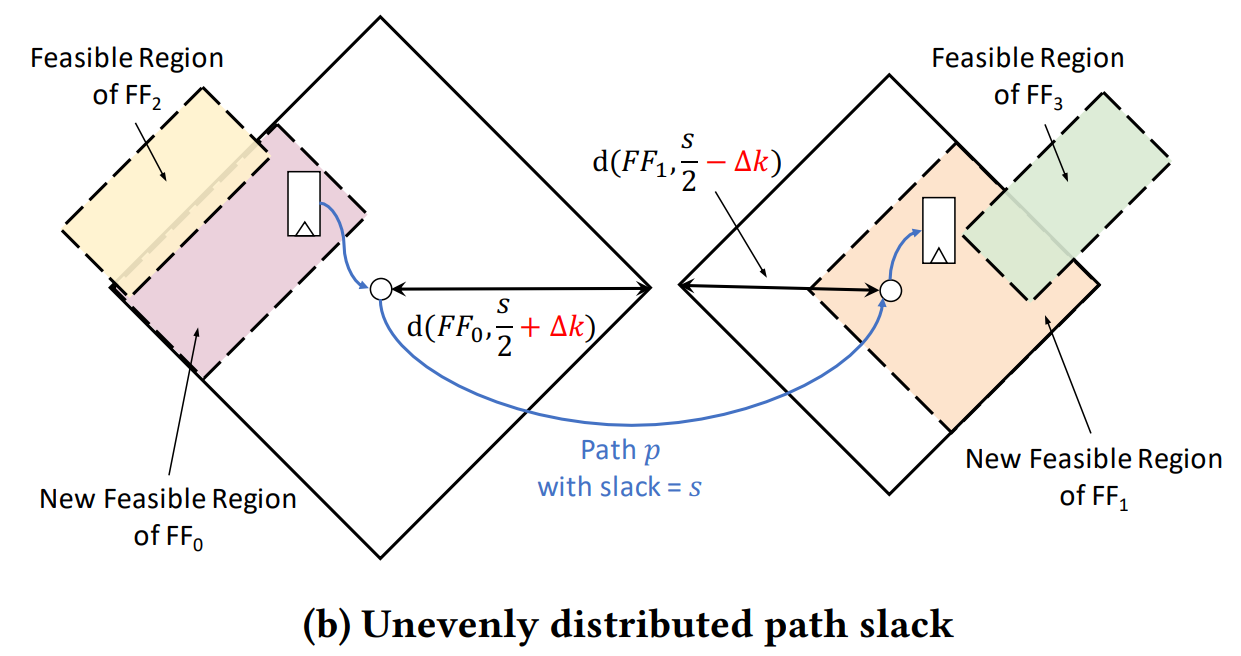 Feasible Region
of FF₂
Feasible Region
of FF₃
d(FF₁, s/2 − Δk)
d(FF₀, s/2 + Δk)
Path p
with slack = s
New Feasible Region
of FF₀
New Feasible Region
of FF₁
(b) Unevenly distributed path slack